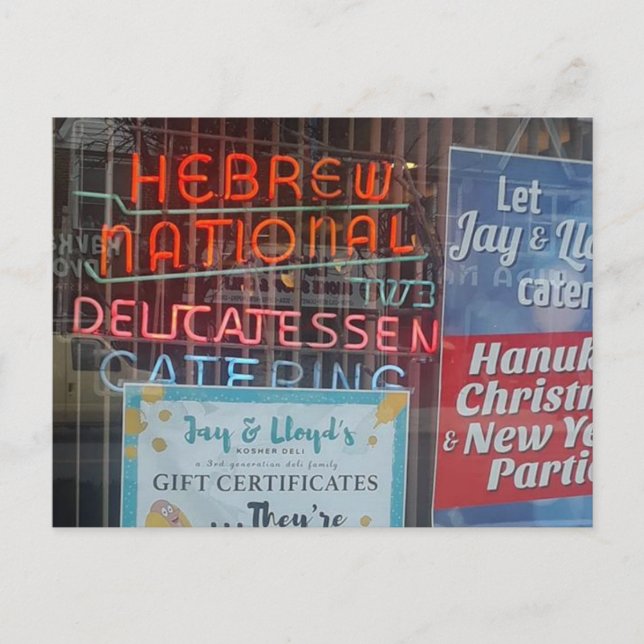 HEBREW
NATIONAL
DELICATESSEN
CATERING
Jay & Lloyd's
KOSHER DELI
a 3rd generation deli family
GIFT CERTIFICATES
...They're
Let
Jay & Llo
cater
Hanuk
Christm
& New Ye
Partie